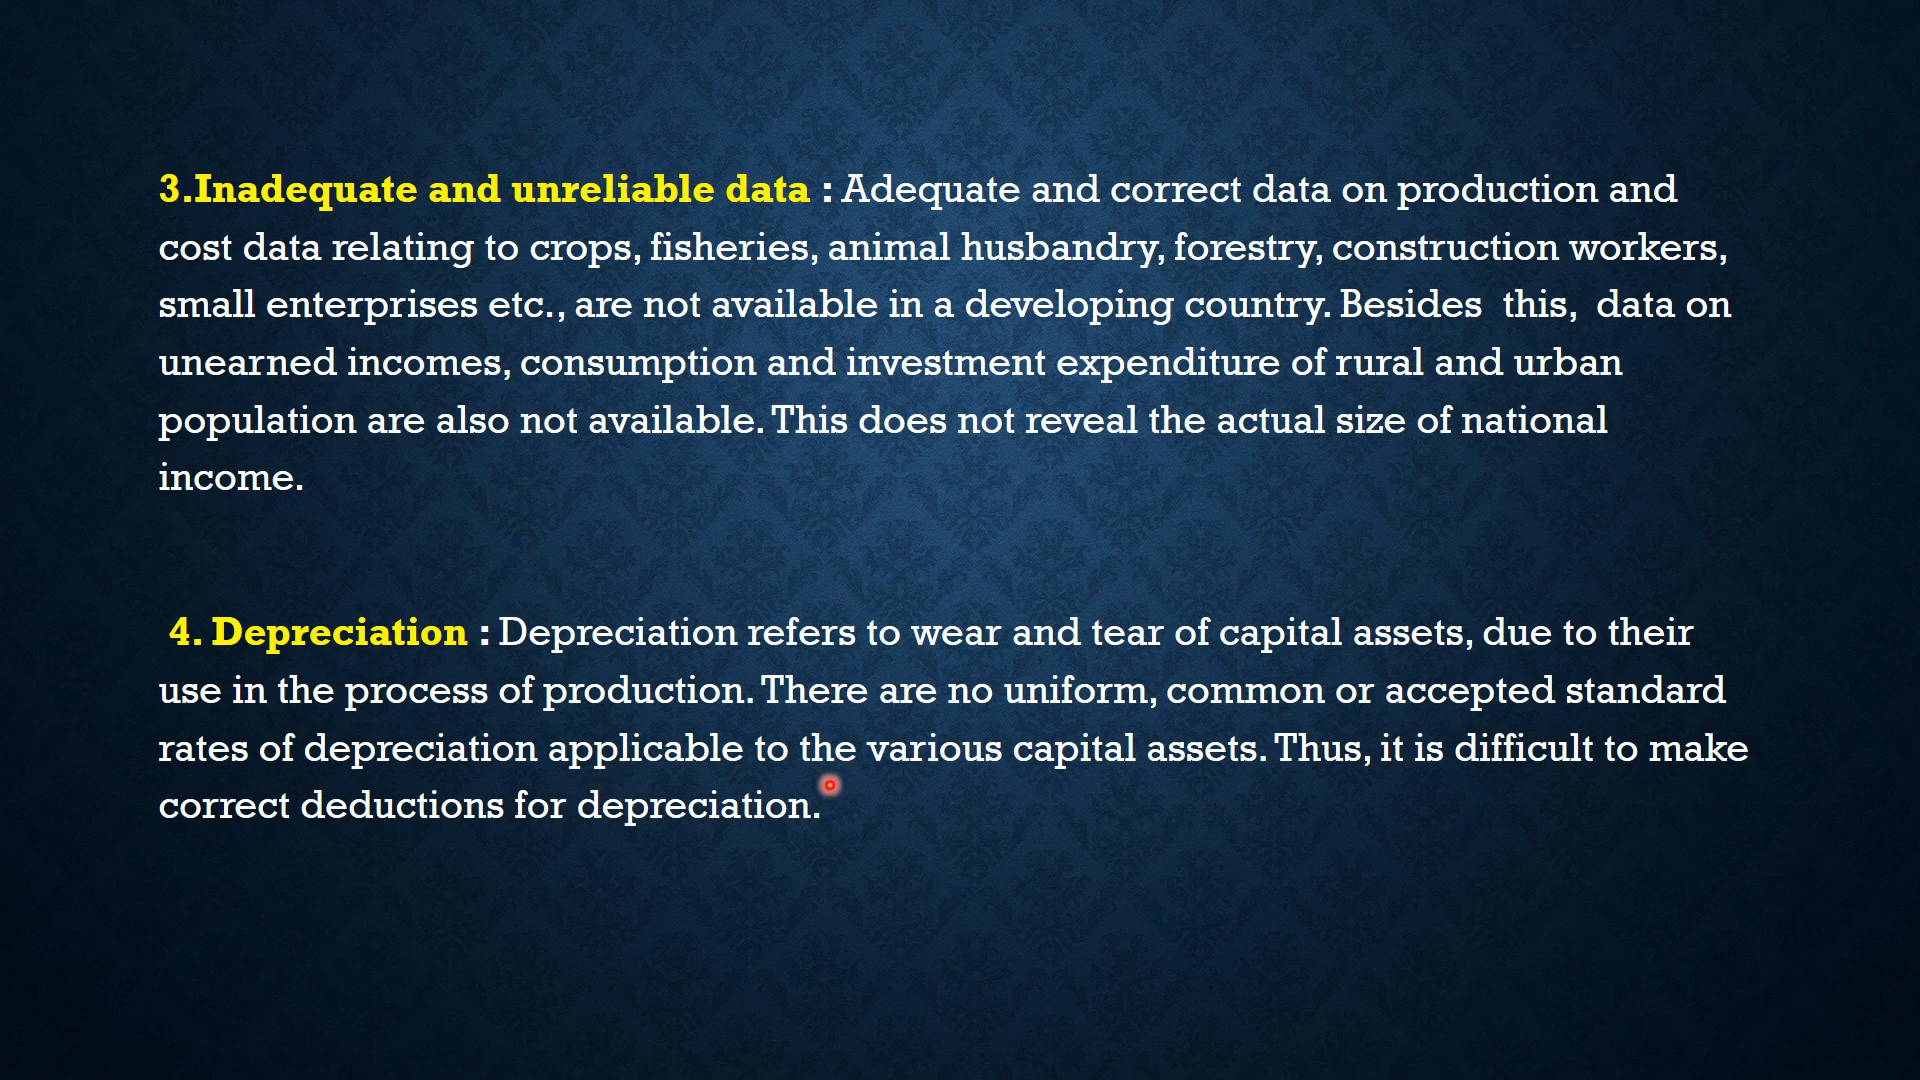 3.Inadequate and unreliable data : Adequate and correct data on production and
cost data relating to crops, fisheries, animal husbandry, forestry, construction workers,
small enterprises etc., are not available in a developing country. Besides  this,  data on
unearned incomes, consumption and investment expenditure of rural and urban
population are also not available. This does not reveal the actual size of national
income.
4. Depreciation : Depreciation refers to wear and tear of capital assets, due to their
use in the process of production. There are no uniform, common or accepted standard
rates of depreciation applicable to the various capital assets. Thus, it is difficult to make
correct deductions for depreciation.